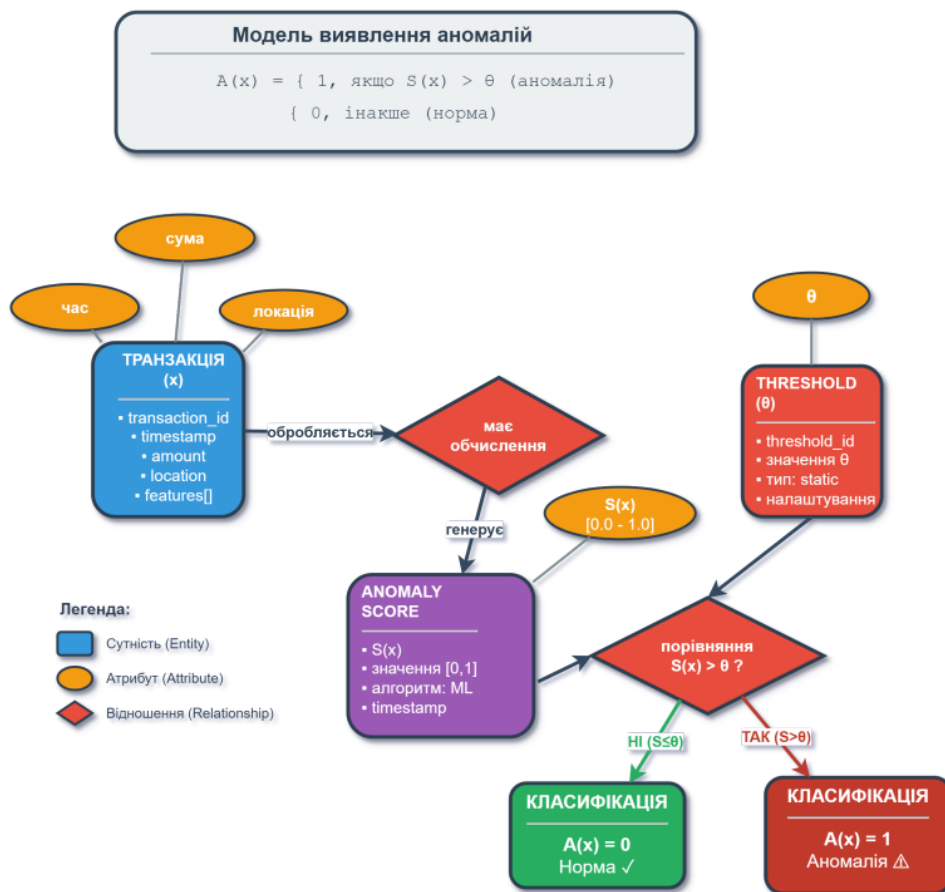 Модель виявлення аномалій
A(x) = { 1, якщо S(x) > θ (аномалія)
{ 0, інакше (норма)
сума
час
локація
θ
ТРАНЗАКЦІЯ
(x)
▪ transaction_id
▪ timestamp
▪ amount
▪ location
▪ features[]
обробляється
має
обчислення
THRESHOLD
(θ)
▪ threshold_id
▪ значення θ
▪ тип: static
▪ налаштування
генерує
S(x)
[0.0 - 1.0]
ANOMALY
SCORE
▪ S(x)
▪ значення [0,1]
▪ алгоритм: ML
▪ timestamp
порівняння
S(x) > θ ?
Легенда:
Сутність (Entity)
Атрибут (Attribute)
Відношення (Relationship)
НІ (S≤θ)
ТАК (S>θ)
КЛАСИФІКАЦІЯ
A(x) = 0
Норма ✓
КЛАСИФІКАЦІЯ
A(x) = 1
Аномалія ⚠